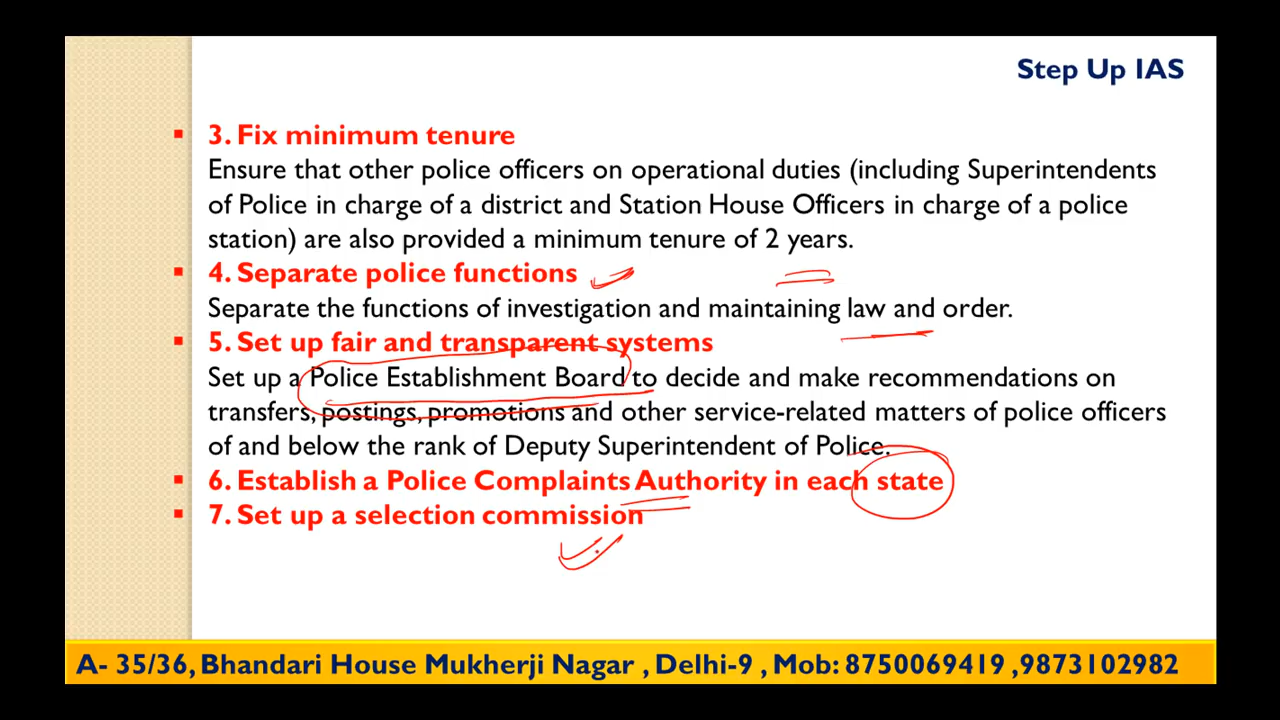 Step Up IAS
▪ 3. Fix minimum tenure
Ensure that other police officers on operational duties (including Superintendents
of Police in charge of a district and Station House Officers in charge of a police
station) are also provided a minimum tenure of 2 years.
▪ 4. Separate police functions
Separate the functions of investigation and maintaining law and order.
▪ 5. Set up fair and transparent systems
Set up a Police Establishment Board to decide and make recommendations on
transfers, postings, promotions and other service-related matters of police officers
of and below the rank of Deputy Superintendent of Police.
▪ 6. Establish a Police Complaints Authority in each state
▪ 7. Set up a selection commission
A- 35/36, Bhandari House Mukherji Nagar , Delhi-9 , Mob: 8750069419 ,9873102982